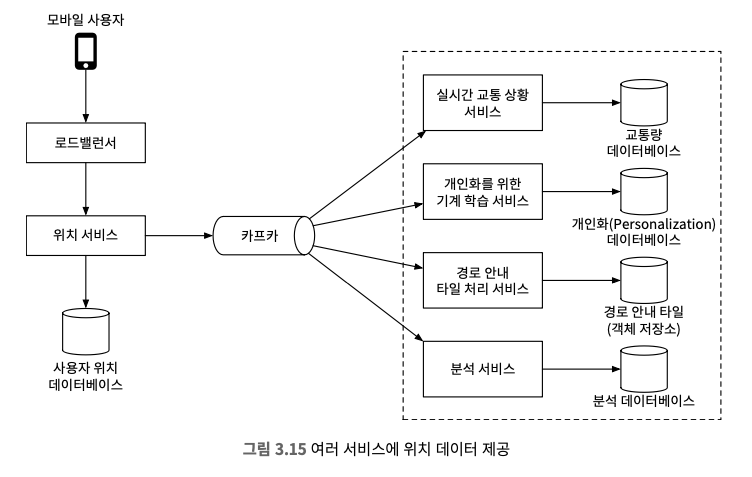 모바일 사용자
로드밸런서
위치 서비스
사용자 위치
데이터베이스
카프카
실시간 교통 상황
서비스
교통량
데이터베이스
개인화를 위한
기계 학습 서비스
개인화(Personalization)
데이터베이스
경로 안내
타일 처리 서비스
경로 안내 타일
(객체 저장소)
분석 서비스
분석 데이터베이스
그림 3.15 여러 서비스에 위치 데이터 제공